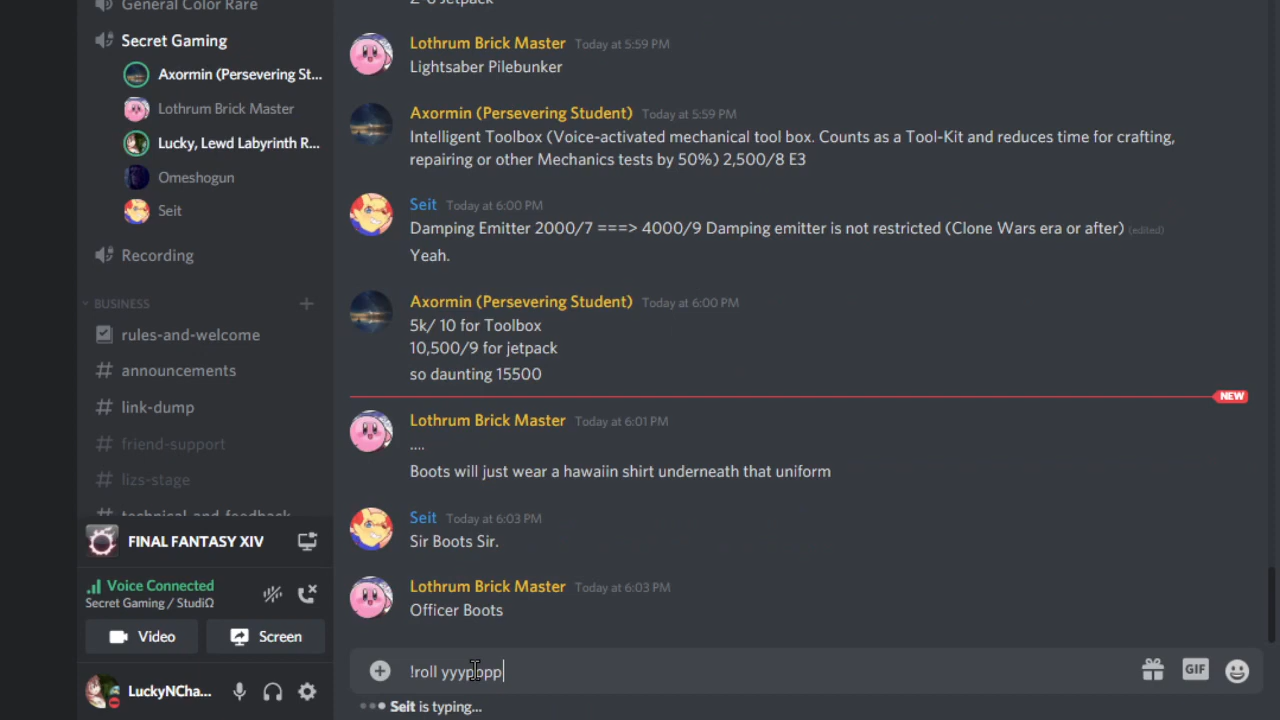 General Color Rare
Secret Gaming
Axormin (Persevering St...
Lothrum Brick Master
Lucky, Lewd Labyrinth R...
Omeshogun
Seit
Recording
BUSINESS
rules-and-welcome
announcements
link-dump
friend-support
lizs-stage
technical-and-feedback
FINAL FANTASY XIV
Voice Connected
Secret Gaming / StudiΩ
Video
Screen
LuckyNCha...
2-6 Jetpack
Lothrum Brick Master Today at 5:59 PM
Lightsaber Pilebunker
Axormin (Persevering Student) Today at 5:59 PM
Intelligent Toolbox (Voice-activated mechanical tool box. Counts as a Tool-Kit and reduces time for crafting,
repairing or other Mechanics tests by 50%) 2,500/8 E3
Seit Today at 6:00 PM
Damping Emitter 2000/7 ===> 4000/9 Damping emitter is not restricted (Clone Wars era or after) (edited)
Yeah.
Axormin (Persevering Student) Today at 6:00 PM
5k/ 10 for Toolbox
10,500/9 for jetpack
so daunting 15500
NEW
Lothrum Brick Master Today at 6:01 PM
....
Boots will just wear a hawaiin shirt underneath that uniform
Seit Today at 6:03 PM
Sir Boots Sir.
Lothrum Brick Master Today at 6:03 PM
Officer Boots
!roll yyypppp
GIF
Seit is typing...